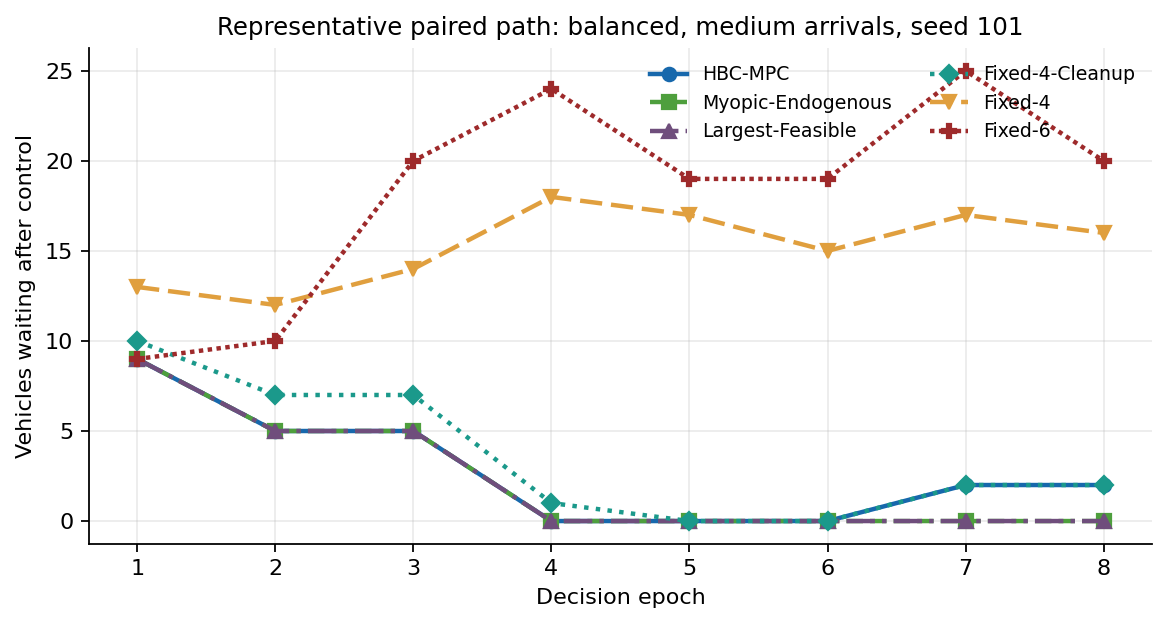 Representative paired path: balanced, medium arrivals, seed 101
25
20
15
10
5
0
Vehicles waiting after control
HBC-MPC
Myopic-Endogenous
Largest-Feasible
Fixed-4-Cleanup
Fixed-4
Fixed-6
1 2 3 4 5 6 7 8
Decision epoch